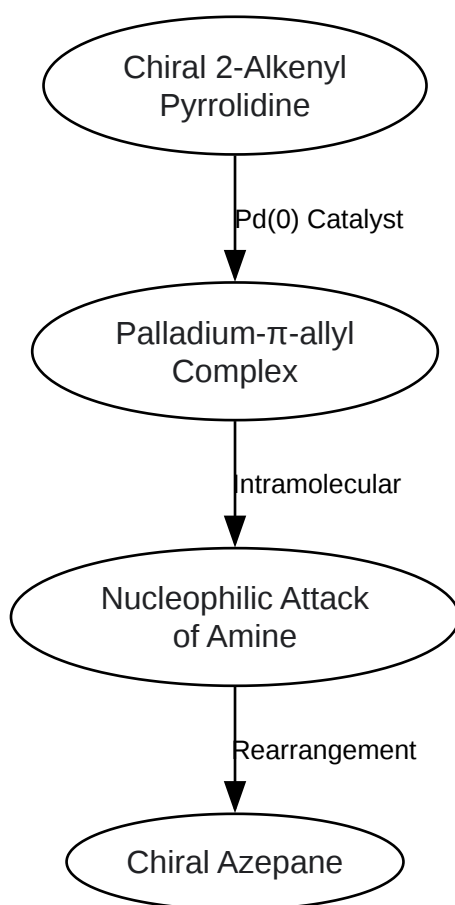 Chiral 2-Alkenyl
Pyrrolidine
Pd(0) Catalyst
Palladium-π-allyl
Complex
Intramolecular
Nucleophilic Attack
of Amine
Rearrangement
Chiral Azepane